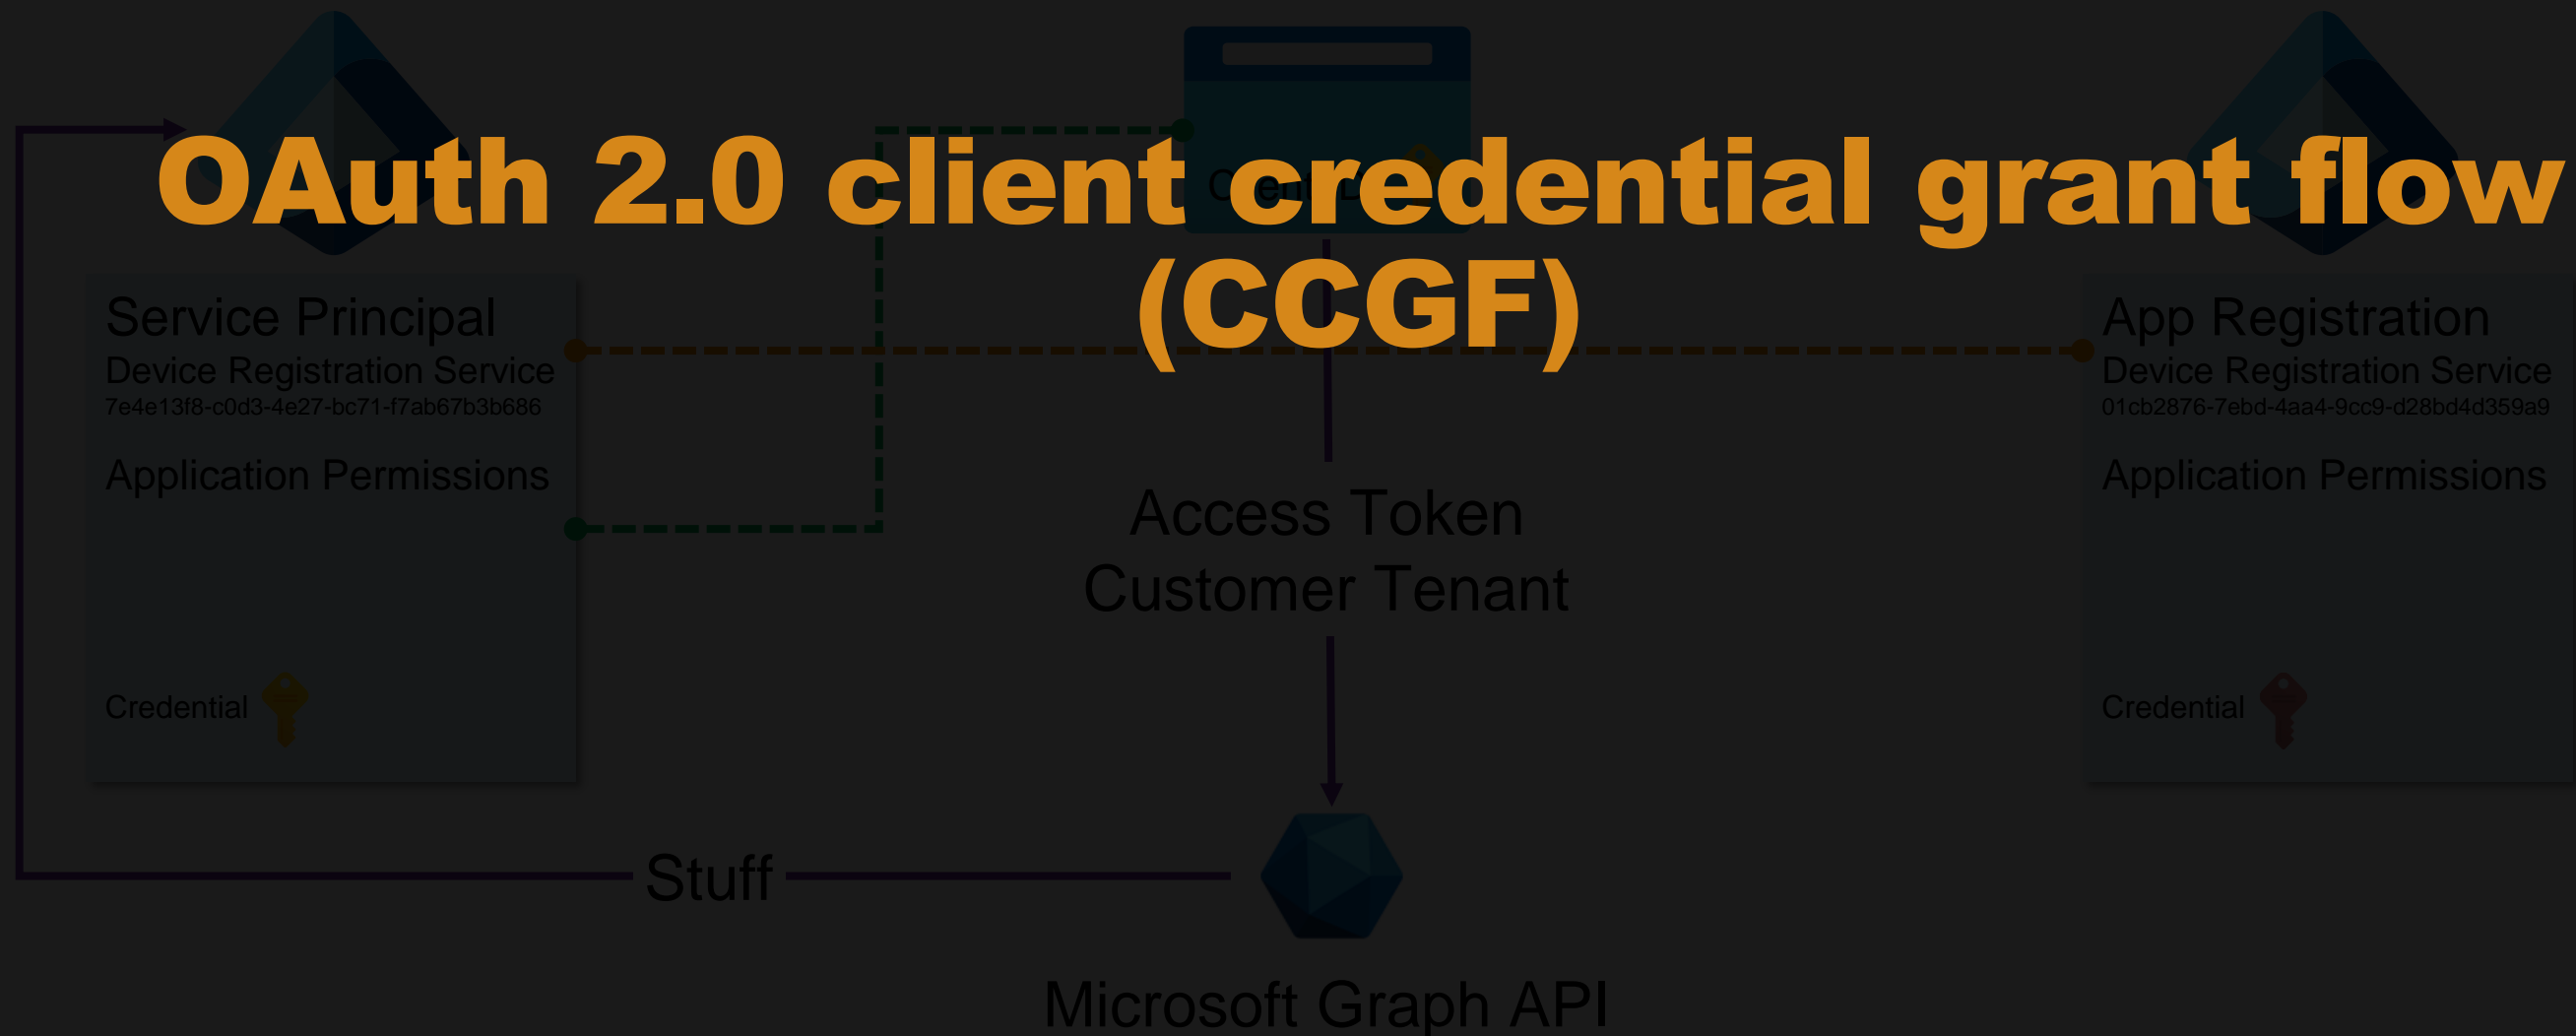 OAuth 2.0 client credential grant flow
(CCGF)
Service Principal
Device Registration Service
7e4e13f8-c0d3-4e27-bc71-f7ab67b3b686
Application Permissions
Credential
Access Token
Customer Tenant
Stuff
Microsoft Graph API
App Registration
Device Registration Service
01cb2876-7ebd-4aa4-9cc9-d28bd4d359a9
Application Permissions
Credential